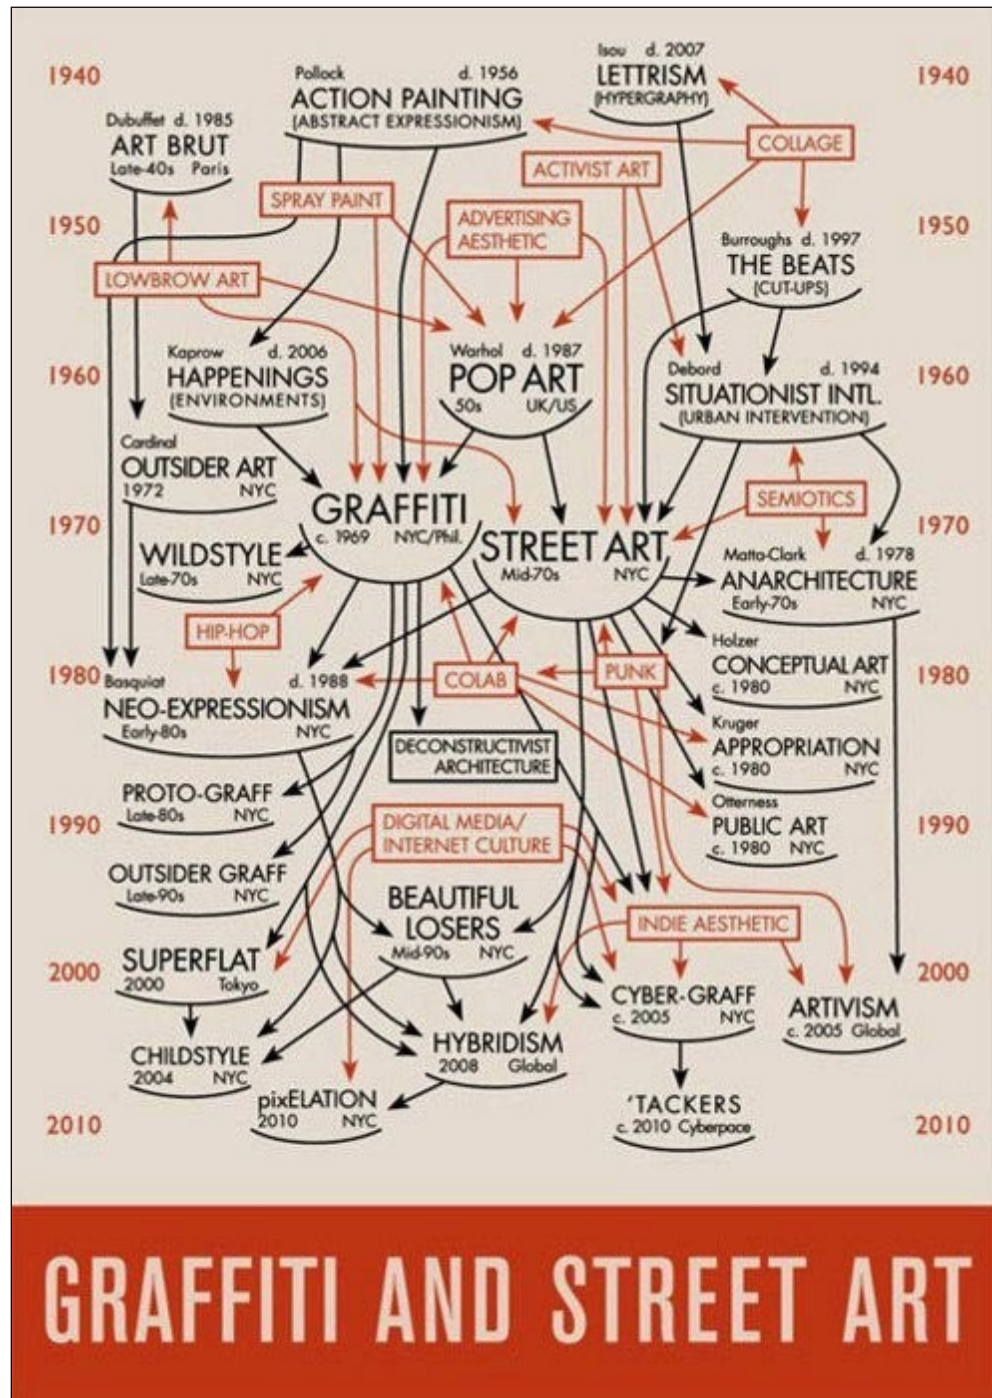 1940
1940
Isou d. 2007
LETTRISM
(HYPERGRAPHY)
Pollock d. 1956
ACTION PAINTING
(ABSTRACT EXPRESSIONISM)
Dubuffet d. 1985
ART BRUT
Late-40s Paris
COLLAGE
ACTIVIST ART
SPRAY PAINT
ADVERTISING
AESTHETIC
1950
1950
Burroughs d. 1997
THE BEATS
(CUT-UPS)
LOWBROW ART
Kaprow d. 2006
HAPPENINGS
(ENVIRONMENTS)
Warhol d. 1987
POP ART
50s UK/US
1960
1960
Debord d. 1994
SITUATIONIST INTL.
(URBAN INTERVENTION)
Cardinal
OUTSIDER ART
1972 NYC
GRAFFITI
c. 1969 NYC/Phil.
SEMIOTICS
1970
1970
WILDSTYLE
Late-70s NYC
STREET ART
Mid-70s NYC
Matta-Clark d. 1978
ANARCHITECTURE
Early-70s NYC
HIP-HOP
Holzer
CONCEPTUAL ART
c. 1980 NYC
1980
1980
COLAB
PUNK
Basquiat d. 1988
NEO-EXPRESSIONISM
Early-80s NYC
DECONSTRUCTIVIST
ARCHITECTURE
Kruger
APPROPRIATION
c. 1980 NYC
PROTO-GRAFF
Late-80s NYC
Otterness
PUBLIC ART
c. 1980 NYC
1990
1990
DIGITAL MEDIA/
INTERNET CULTURE
OUTSIDER GRAFF
Late-90s NYC
BEAUTIFUL
LOSERS
Mid-90s NYC
INDIE AESTHETIC
2000
2000
SUPERFLAT
2000 Tokyo
CYBER-GRAFF
c. 2005 NYC
ARTIVISM
c. 2005 Global
CHILDSTYLE
2004 NYC
HYBRIDISM
2008 Global
pixELATION
2010 NYC
'TACKERS
c. 2010 Cyberpace
2010
2010
GRAFFITI AND STREET ART